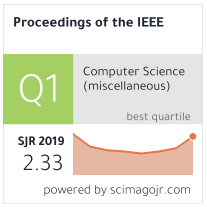 Proceedings of the IEEE
Q1
Computer Science
(miscellaneous)
best quartile
SJR 2019
2.33
powered by scimagojr.com